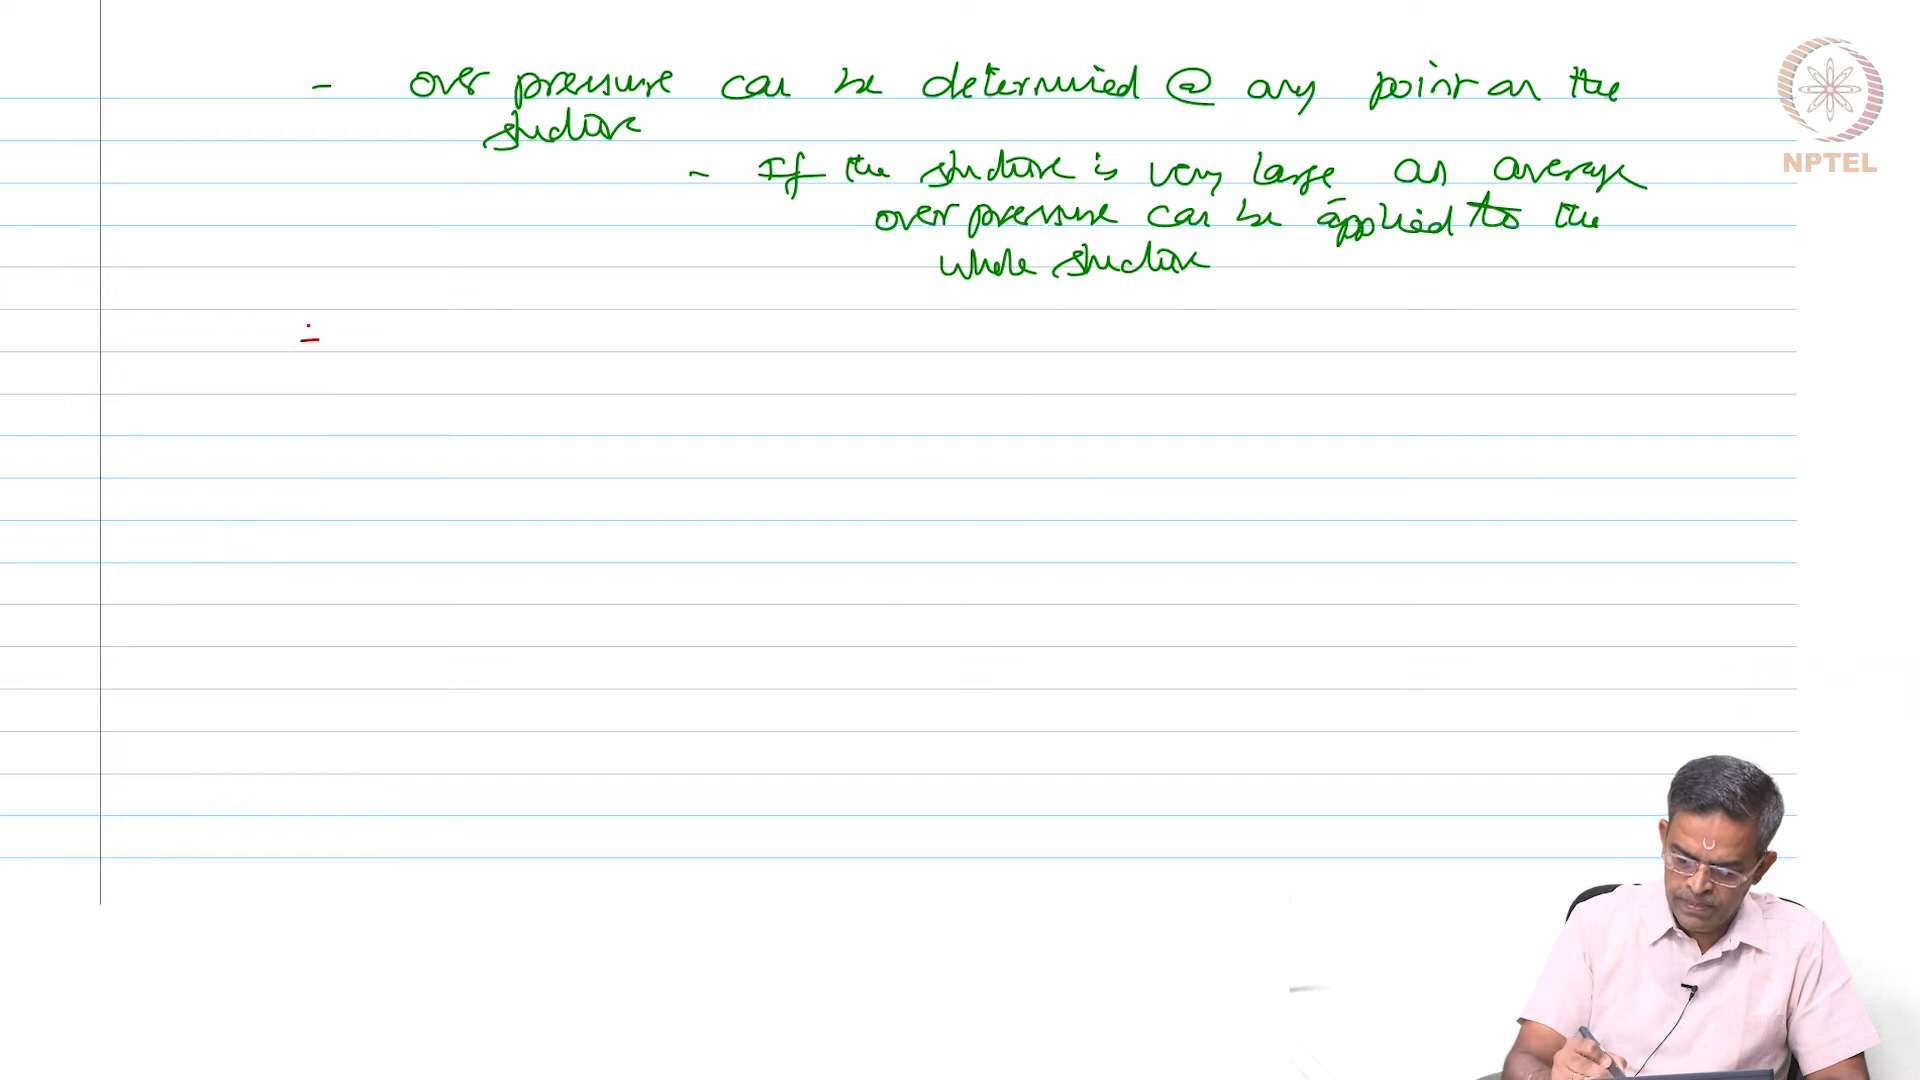 - over pressure can be determined @ any point on the
structure
- If the structure is very large an average
over pressure can be applied to the
whole structure
NPTEL